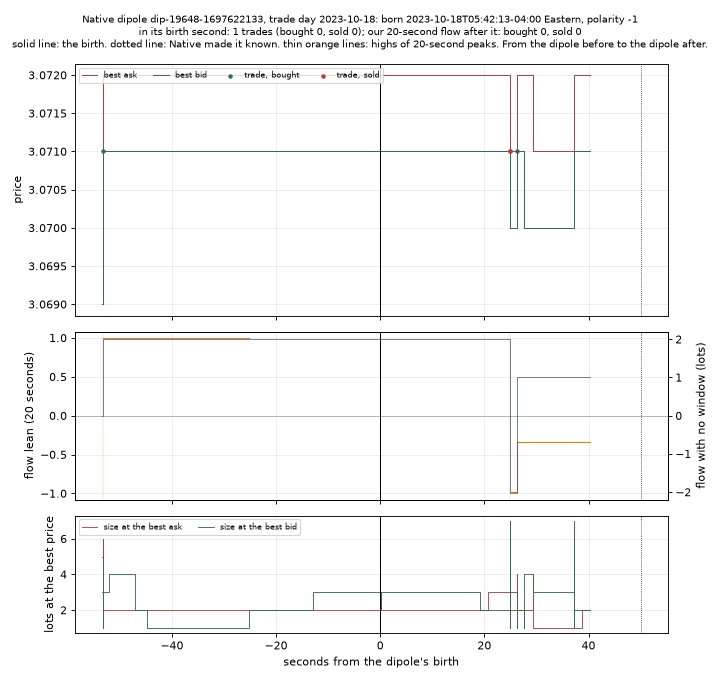 Native dipole dip-19648-1697622133, trade day 2023-10-18: born 2023-10-18T05:42:13-04:00 Eastern, polarity -1
in its birth second: 1 trades (bought 0, sold 0); our 20-second flow after it: bought 0, sold 0
solid line: the birth. dotted line: Native made it known. thin orange lines: highs of 20-second peaks. From the dipole before to the dipole after.
best ask
best bid
trade, bought
trade, sold
3.0720
3.0715
3.0710
3.0705
3.0700
3.0695
3.0690
price
1.0
0.5
0.0
−0.5
−1.0
flow lean (20 seconds)
2
1
0
−1
−2
flow with no window (lots)
size at the best ask
size at the best bid
6
4
2
lots at the best price
−40
−20
0
20
40
seconds from the dipole's birth